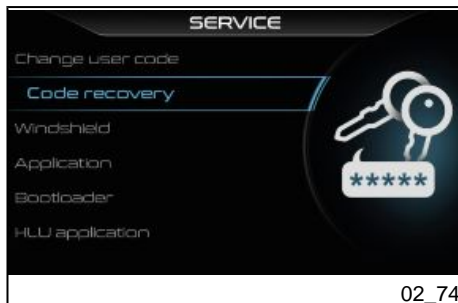 SERVICE
Change user code
Code recovery
Windshield
Application
Bootloader
HLU application
*****
02_74